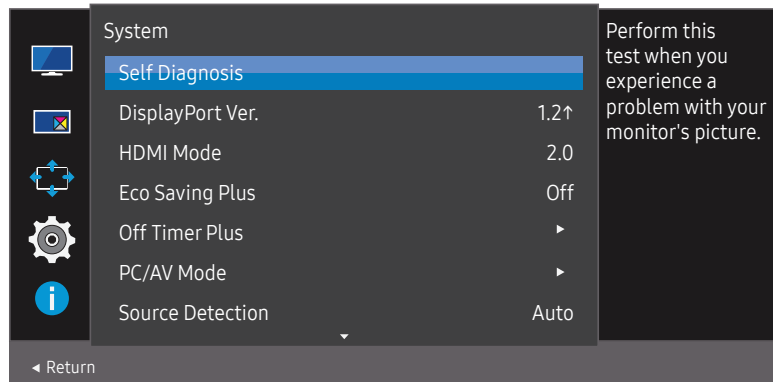 System
Self Diagnosis
DisplayPort Ver. 1.2↑
HDMI Mode 2.0
Eco Saving Plus Off
Off Timer Plus ▸
PC/AV Mode ▸
Source Detection Auto
Perform this
test when you
experience a
problem with your
monitor's picture.
◂ Return